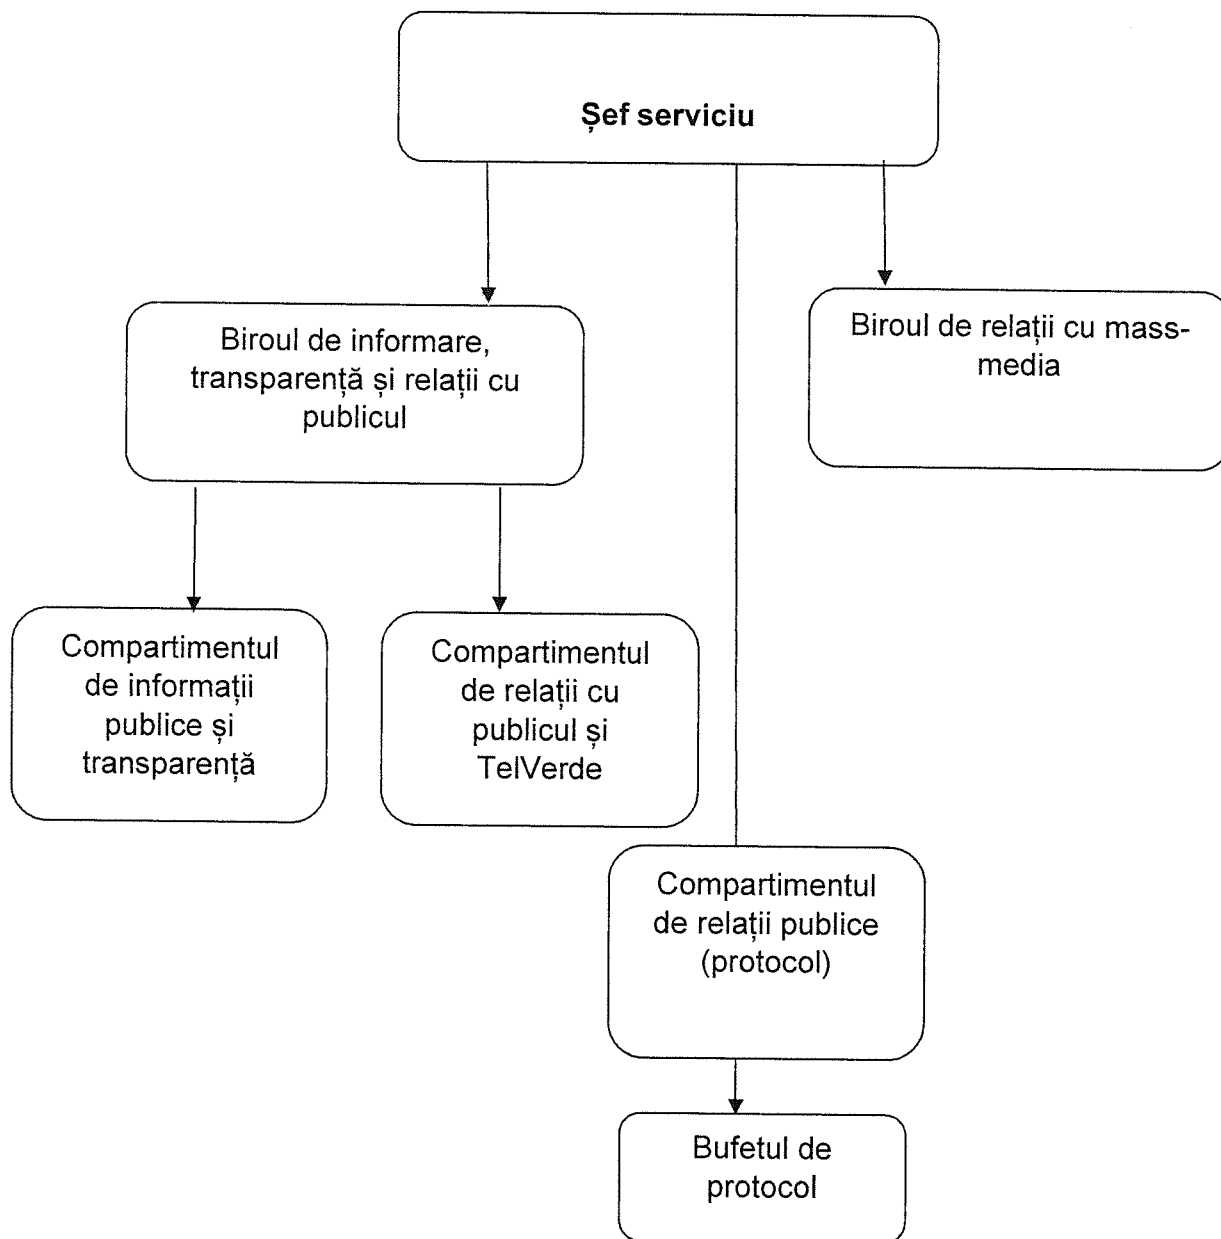 Șef serviciu
Biroul de informare,
transparență și relații cu
publicul
Biroul de relații cu mass-
media
Compartimentul
de informații
publice și
transparență
Compartimentul
de relații cu
publicul și
TelVerde
Compartimentul
de relații publice
(protocol)
Bufetul de
protocol